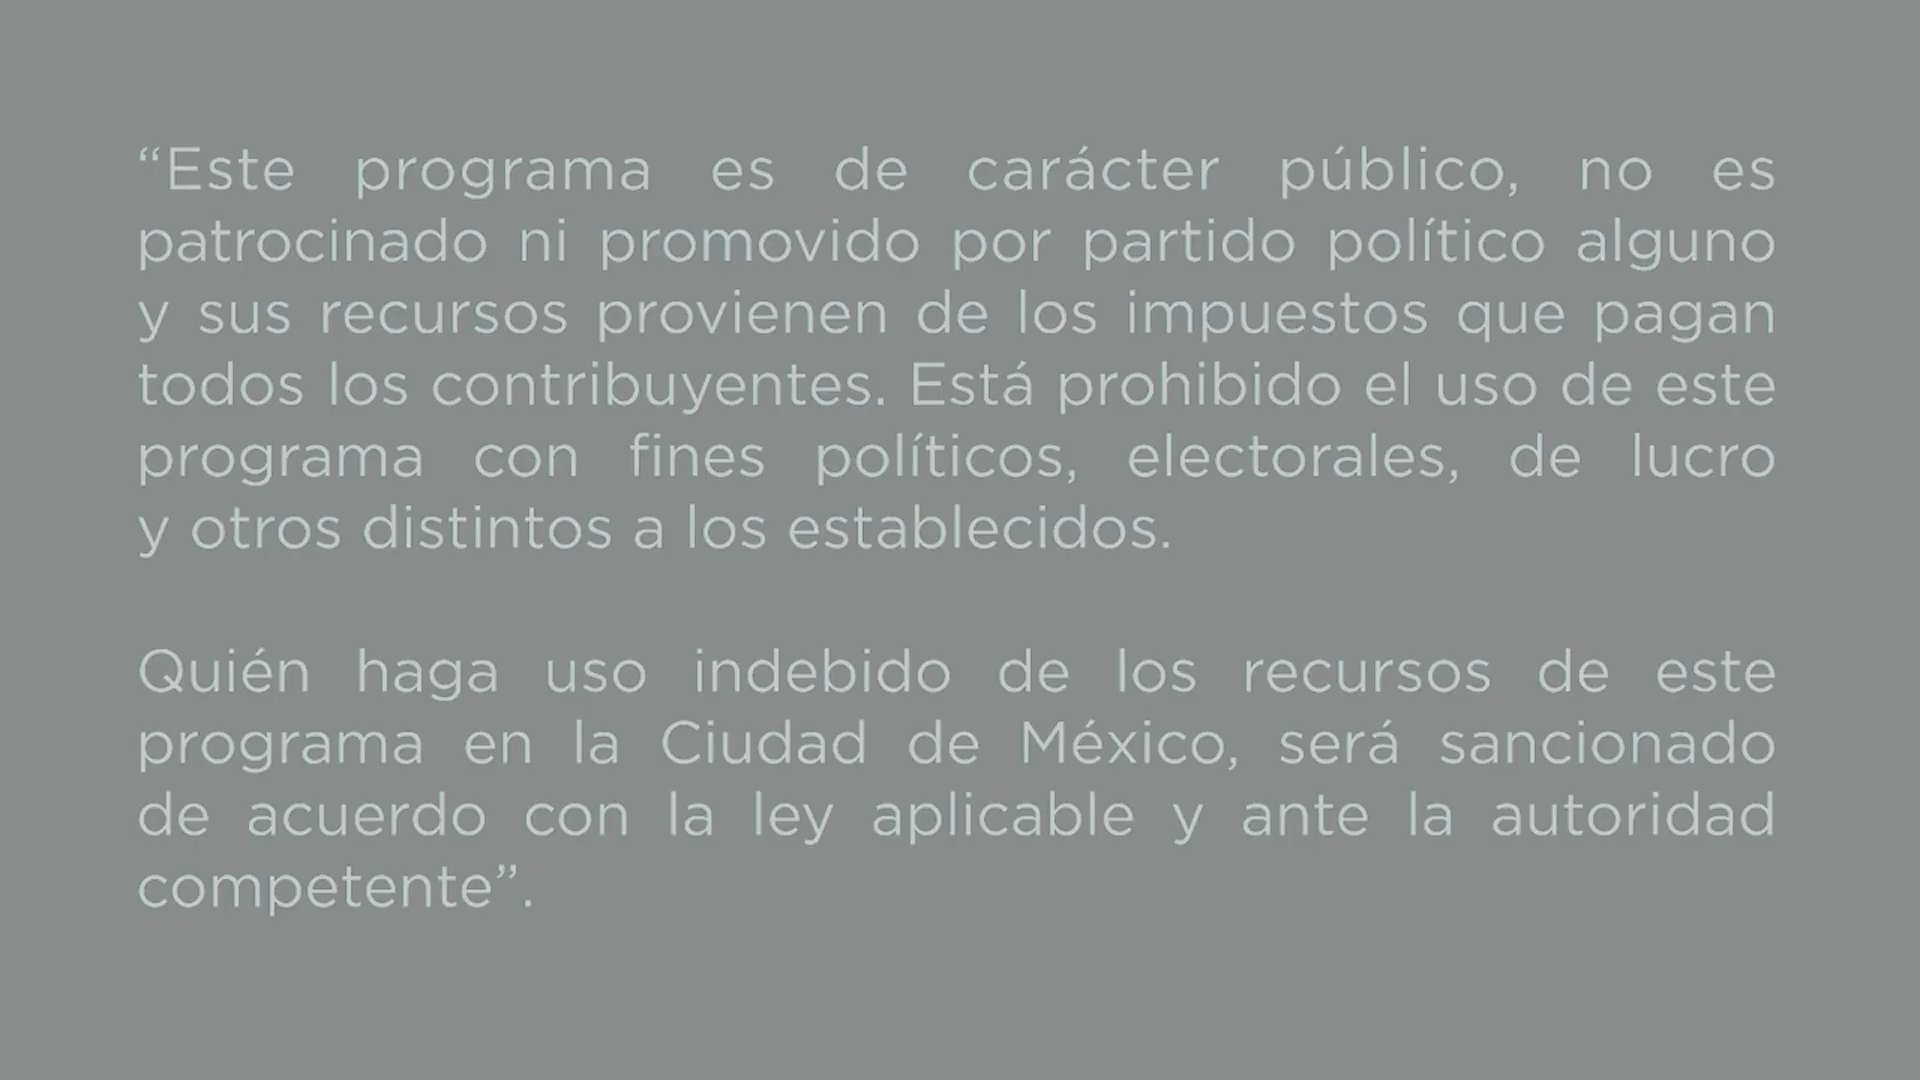 “Este programa es de carácter público, no es
patrocinado ni promovido por partido político alguno
y sus recursos provienen de los impuestos que pagan
todos los contribuyentes. Está prohibido el uso de este
programa con fines políticos, electorales, de lucro
y otros distintos a los establecidos.
Quién haga uso indebido de los recursos de este
programa en la Ciudad de México, será sancionado
de acuerdo con la ley aplicable y ante la autoridad
competente”.